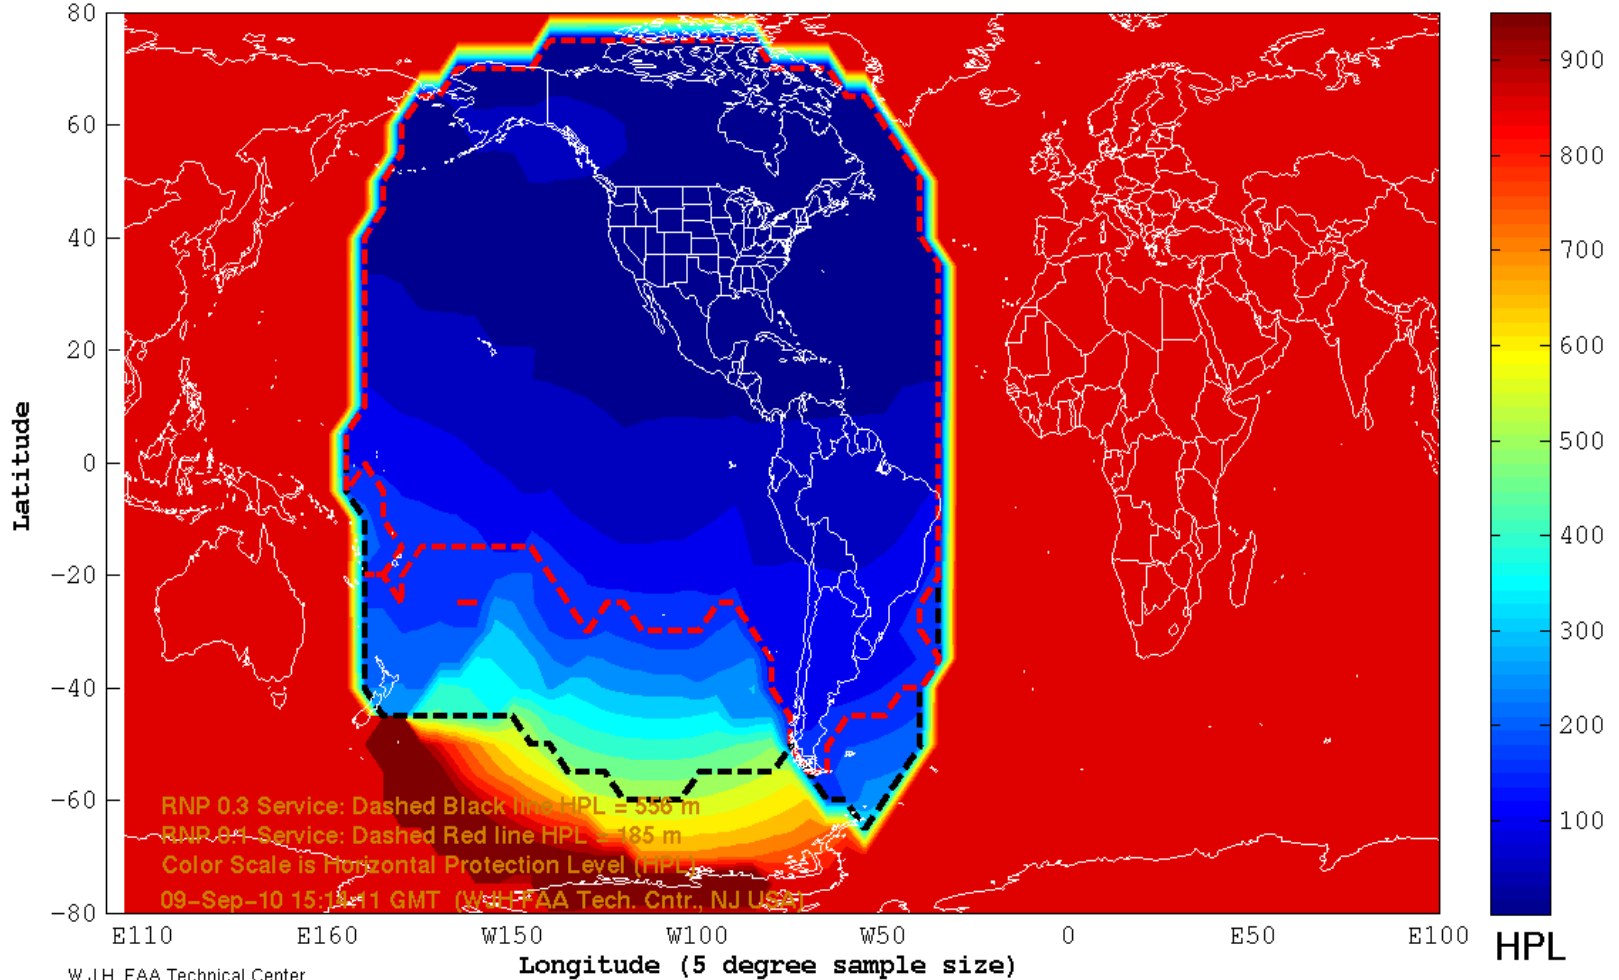 80
60
40
20
0
−20
−40
−60
−80
Latitude
900
800
700
600
500
400
300
200
100
HPL
RNP 0.3 Service: Dashed Black line HPL = 556 m
RNP 0.1 Service: Dashed Red line HPL = 185 m
Color Scale is Horizontal Protection Level (HPL)
09−Sep−10 15:14:11 GMT (WJH FAA Tech. Cntr., NJ USA)
E110 E160 W150 W100 W50 0 E50 E100
Longitude (5 degree sample size)
W.J.H. FAA Technical Center